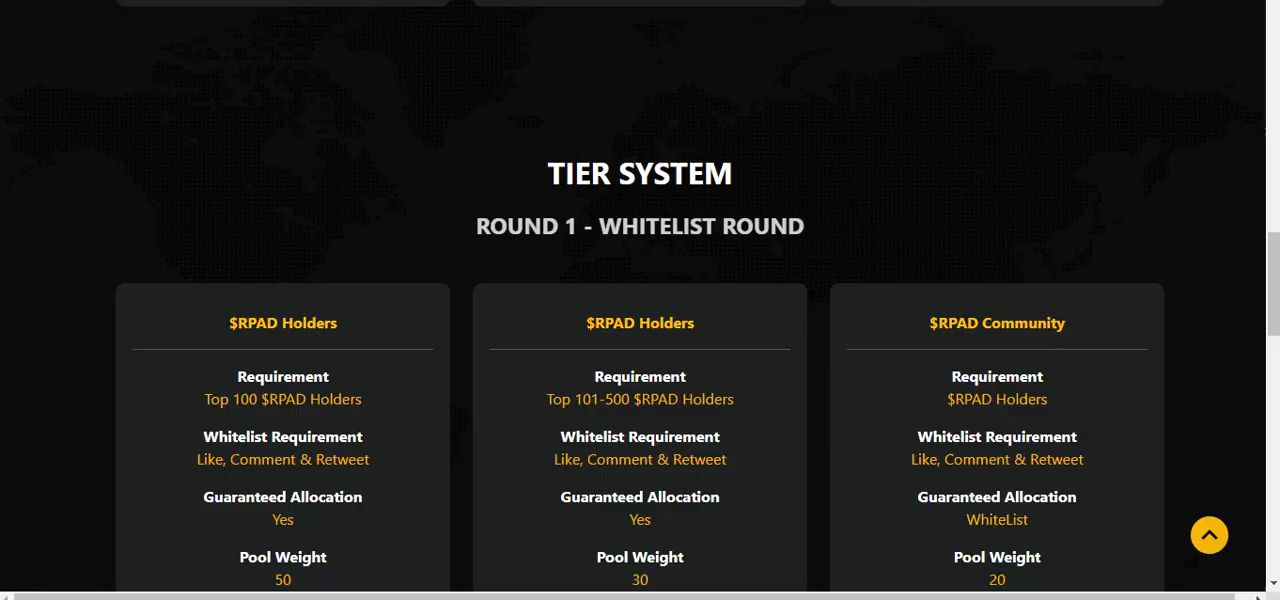 TIER SYSTEM
ROUND 1 - WHITELIST ROUND
$RPAD Holders
Requirement
Top 100 $RPAD Holders
Whitelist Requirement
Like, Comment & Retweet
Guaranteed Allocation
Yes
Pool Weight
50
$RPAD Holders
Requirement
Top 101-500 $RPAD Holders
Whitelist Requirement
Like, Comment & Retweet
Guaranteed Allocation
Yes
Pool Weight
30
$RPAD Community
Requirement
$RPAD Holders
Whitelist Requirement
Like, Comment & Retweet
Guaranteed Allocation
WhiteList
Pool Weight
20